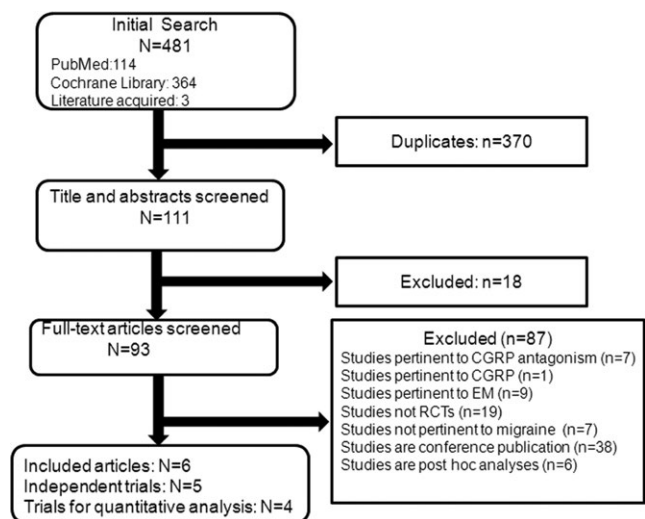 Initial Search
N=481
PubMed:114
Cochrane Library: 364
Literature acquired: 3
Duplicates: n=370
Title and abstracts screened
N=111
Excluded: n=18
Full-text articles screened
N=93
Excluded (n=87)
Studies pertinent to CGRP antagonism (n=7)
Studies pertinent to CGRP (n=1)
Studies pertinent to EM (n=9)
Studies not RCTs (n=19)
Studies not pertinent to migraine (n=7)
Studies are conference publication (n=38)
Studies are post hoc analyses (n=6)
Included articles: N=6
Independent trials: N=5
Trials for quantitative analysis: N=4